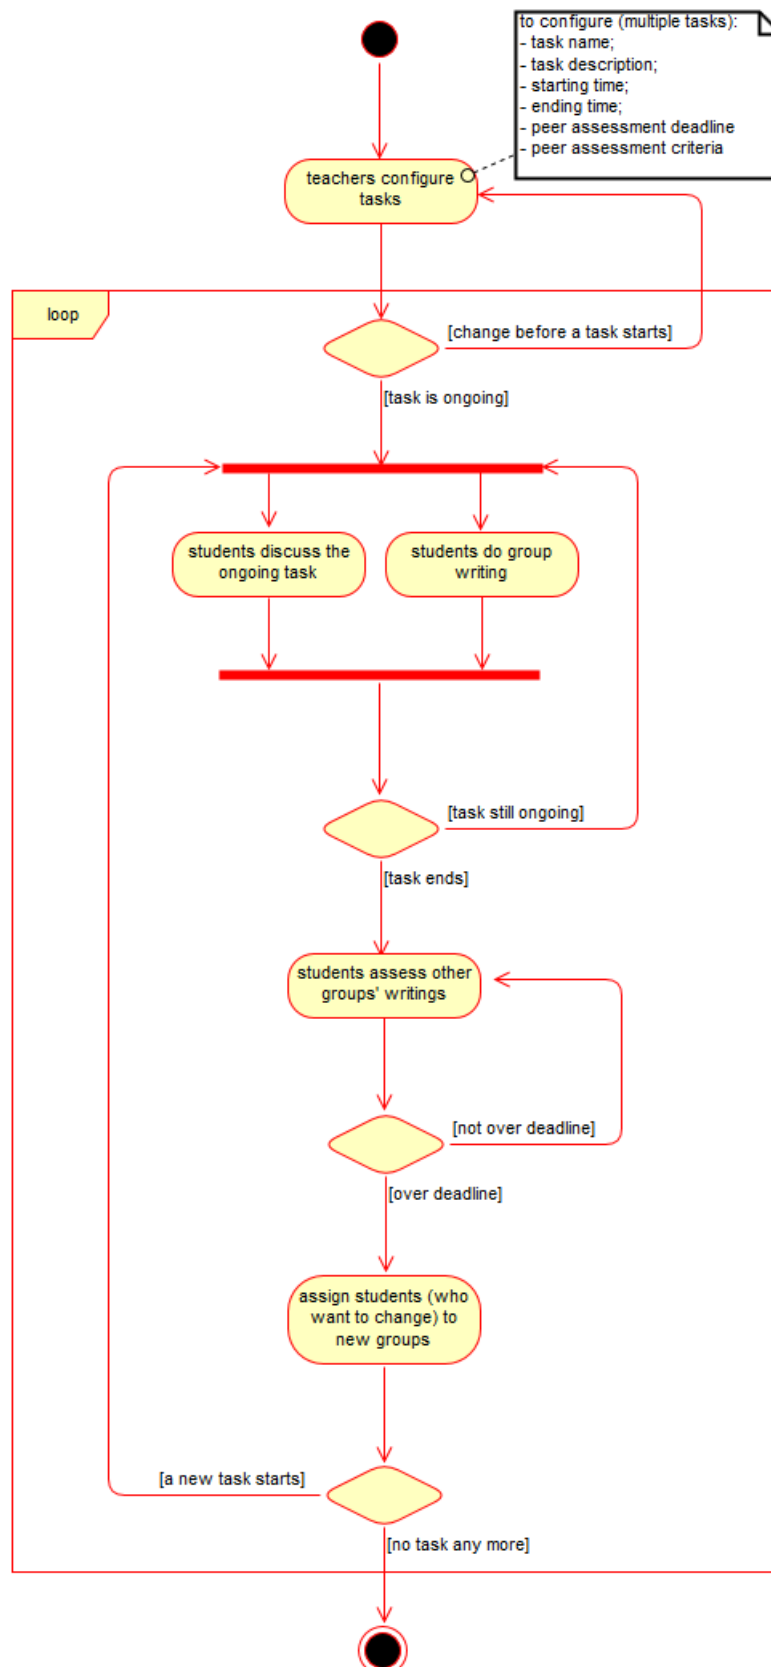 to configure (multiple tasks):
- task name;
- task description;
- starting time;
- ending time;
- peer assessment deadline
- peer assessment criteria
teachers configure
tasks
loop
[change before a task starts]
[task is ongoing]
students discuss the
ongoing task
students do group
writing
[task still ongoing]
[task ends]
students assess other
groups' writings
[not over deadline]
[over deadline]
assign students (who
want to change) to
new groups
[a new task starts]
[no task any more]